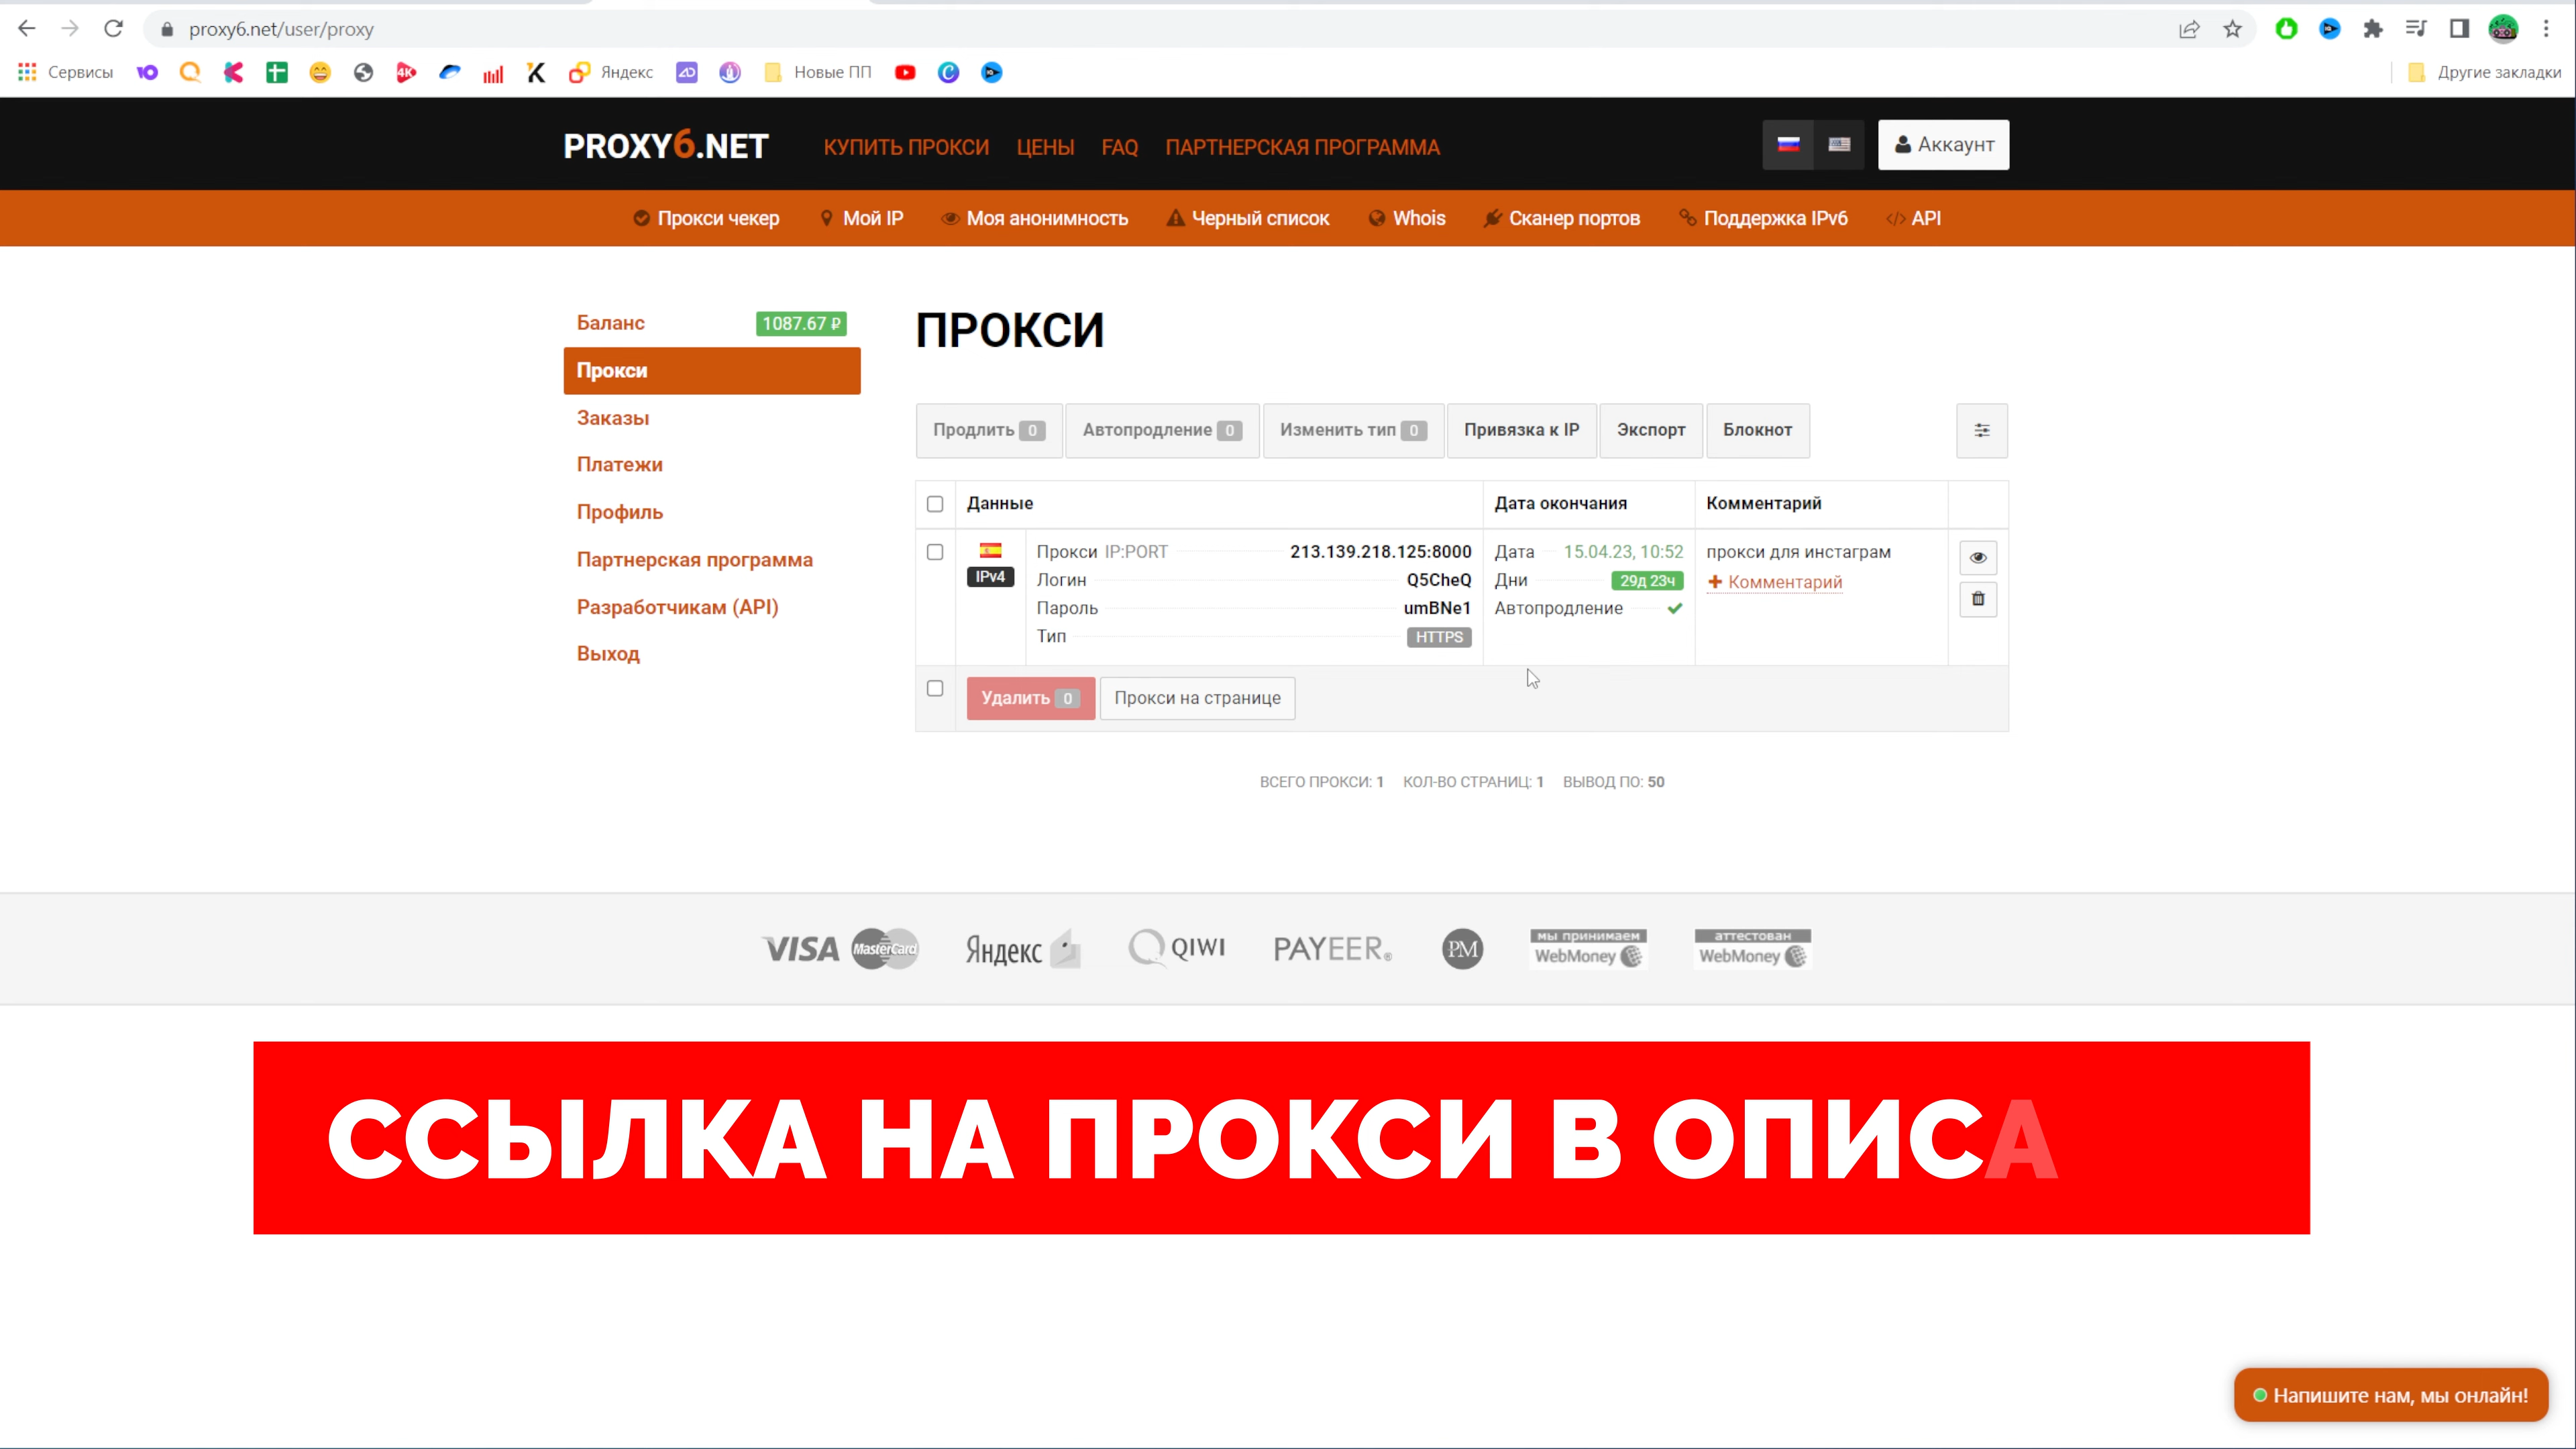 proxy6.net/user/proxy
Сервисы Яндекс Новые ПП Другие закладки
PROXY6.NET КУПИТЬ ПРОКСИ ЦЕНЫ FAQ ПАРТНЕРСКАЯ ПРОГРАММА Аккаунт
Прокси чекер Мой IP Моя анонимность Черный список Whois Сканер портов Поддержка IPv6 </> API
Баланс 1087.67 ₽
Прокси
Заказы
Платежи
Профиль
Партнерская программа
Разработчикам (API)
Выход
ПРОКСИ
Продлить 0 Автопродление 0 Изменить тип 0 Привязка к IP Экспорт Блокнот
Данные Дата окончания Комментарий
IPv4
Прокси IP:PORT 213.139.218.125:8000
Логин Q5CheQ
Пароль umBNe1
Тип HTTPS
Дата 15.04.23, 10:52
Дни 29д 23ч
Автопродление
прокси для инстаграм
Комментарий
Удалить 0 Прокси на странице
ВСЕГО ПРОКСИ: 1 КОЛ-ВО СТРАНИЦ: 1 ВЫВОД ПО: 50
VISA MasterCard Яндекс QIWI PAYEER® PM мы принимаем WebMoney аттестован WebMoney
ССЫЛКА НА ПРОКСИ В ОПИСА
Напишите нам, мы онлайн!